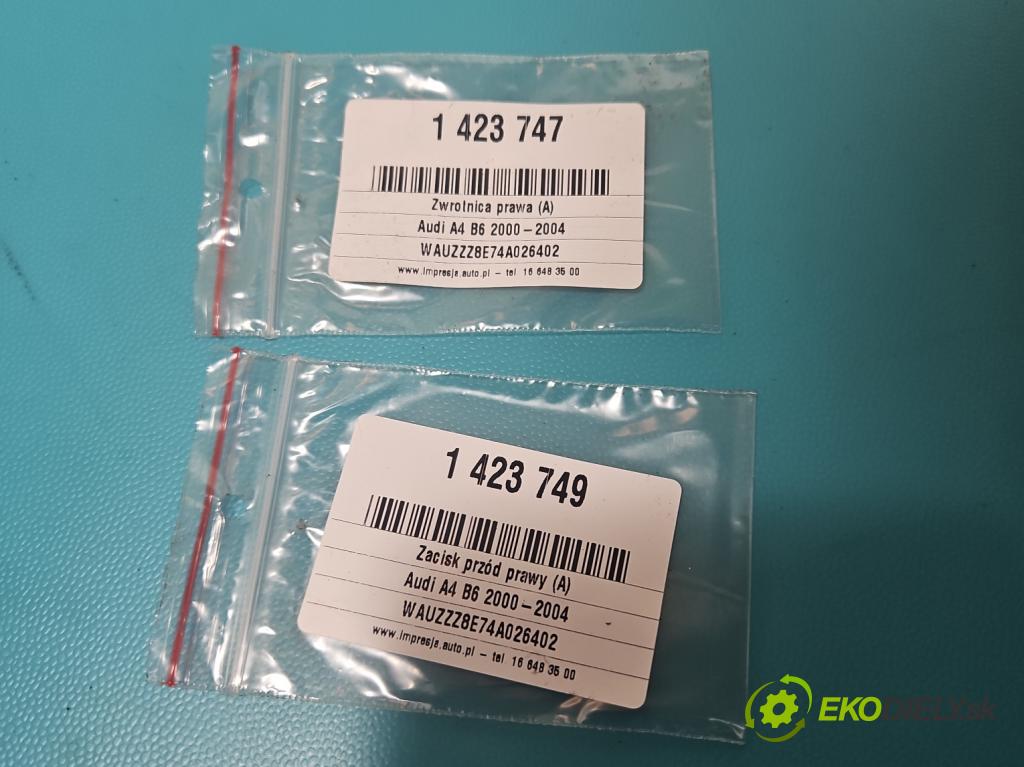 1 423 747
Zwrotnica prawa (A)
Audi A4 B6 2000-2004
WAUZZZ8E74A026402
www.impresja.auto.pl - tel 16 648 35 00
1 423 749
Zacisk przód prawy (A)
Audi A4 B6 2000-2004
WAUZZZ8E74A026402
www.impresja.auto.pl - tel 16 648 35 00
EKODIELY.sk